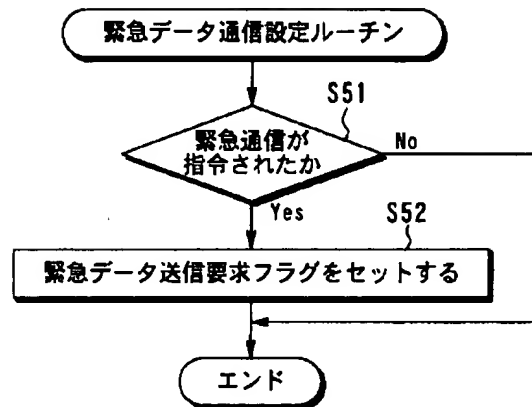 緊急データ通信設定ルーチン
S51
緊急通信が
指令されたか
No
Yes
S52
緊急データ送信要求フラグをセットする
エンド